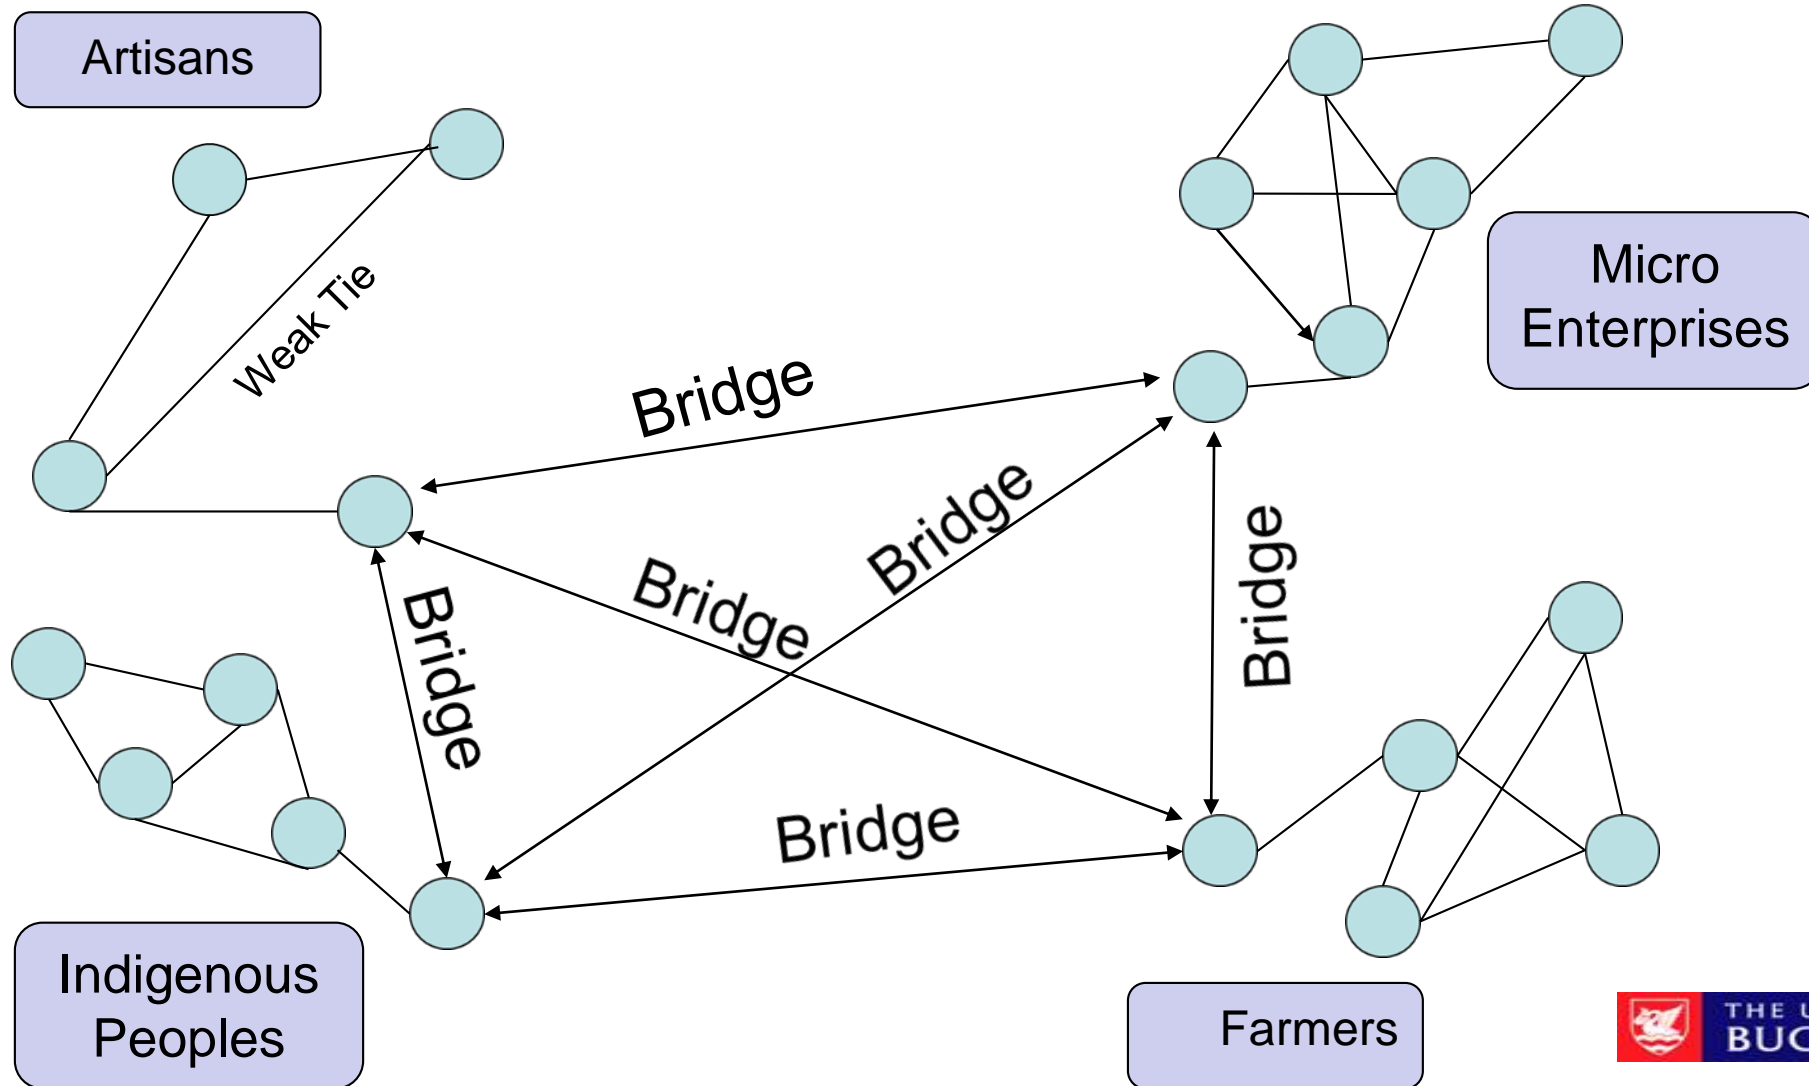 Artisans
Weak Tie
Micro
Enterprises
Bridge
Bridge
Bridge
Bridge
Bridge
Bridge
Indigenous
Peoples
Farmers
THE U
BUC